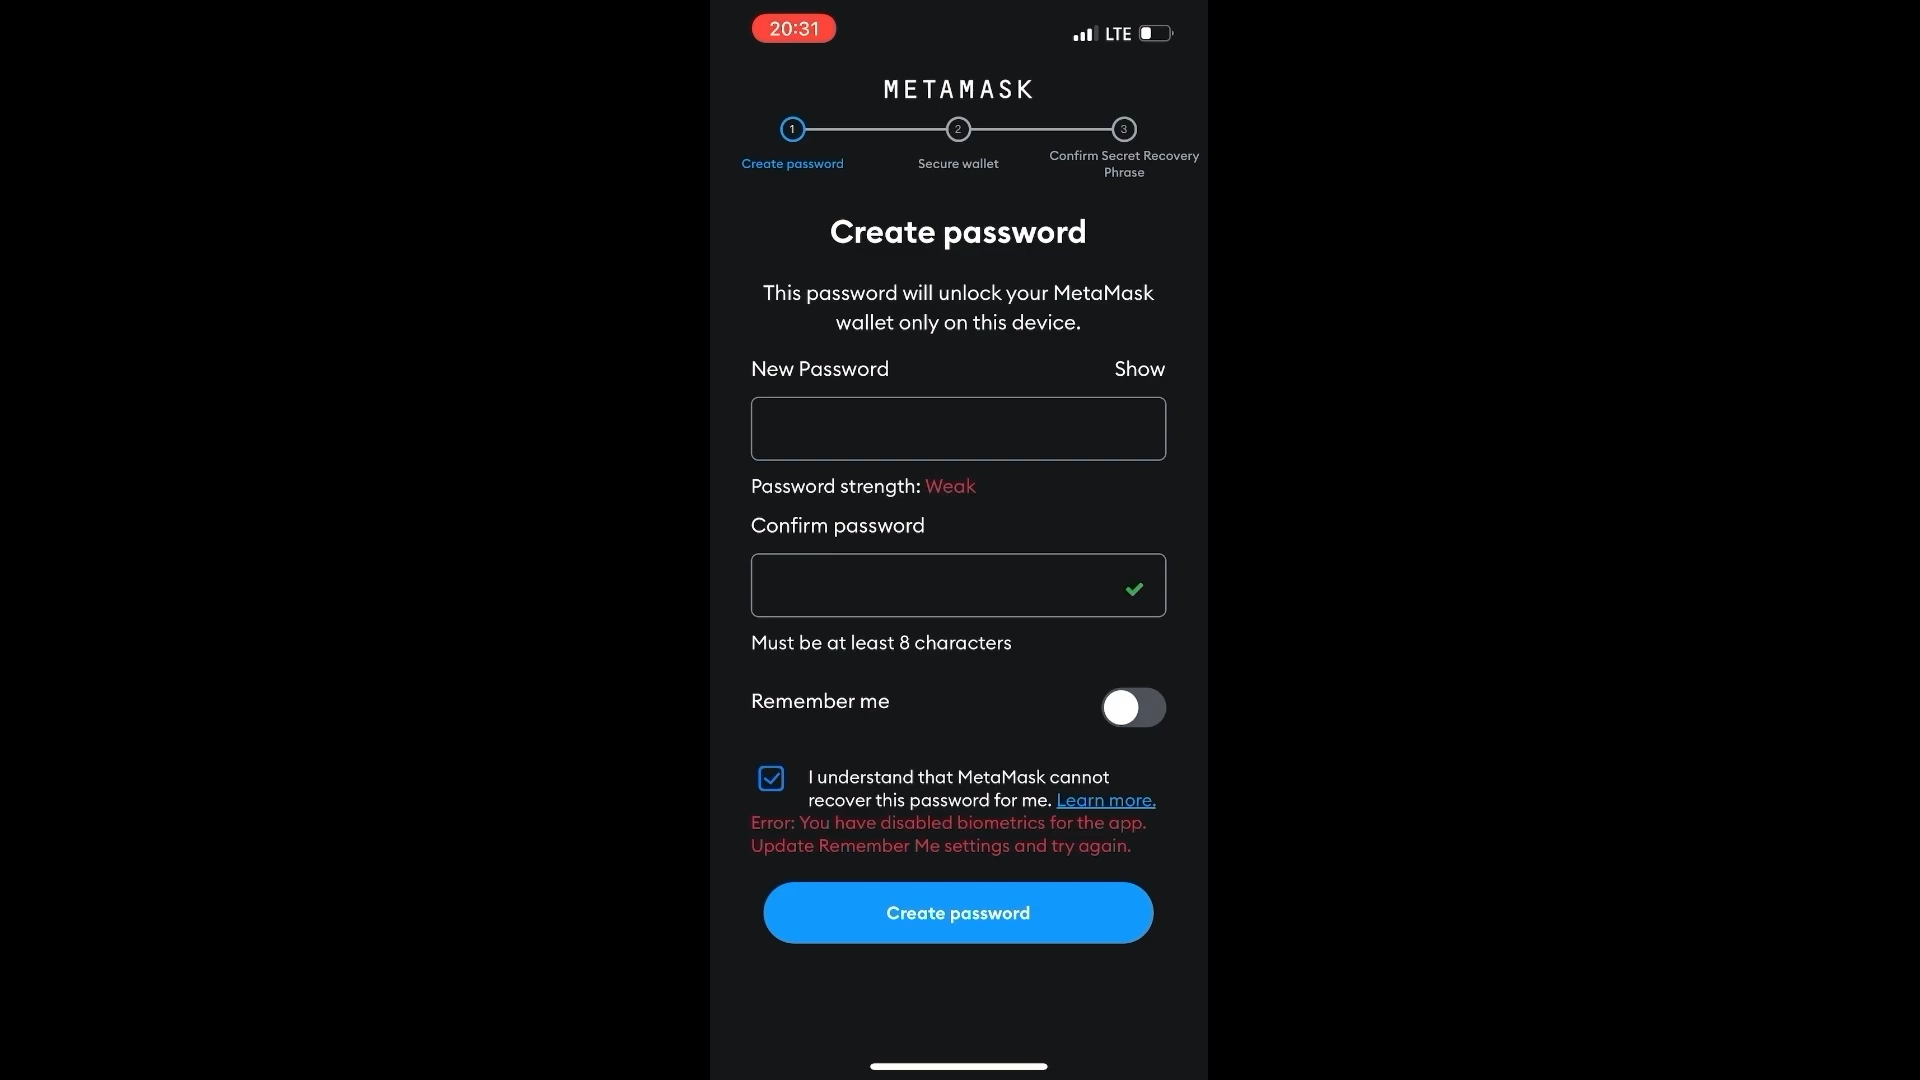 20:31
LTE
METAMASK
1
2
3
Create password
Secure wallet
Confirm Secret Recovery
Phrase
Create password
This password will unlock your MetaMask
wallet only on this device.
New Password
Show
Password strength: Weak
Confirm password
Must be at least 8 characters
Remember me
I understand that MetaMask cannot
recover this password for me. Learn more.
Error: You have disabled biometrics for the app.
Update Remember Me settings and try again.
Create password